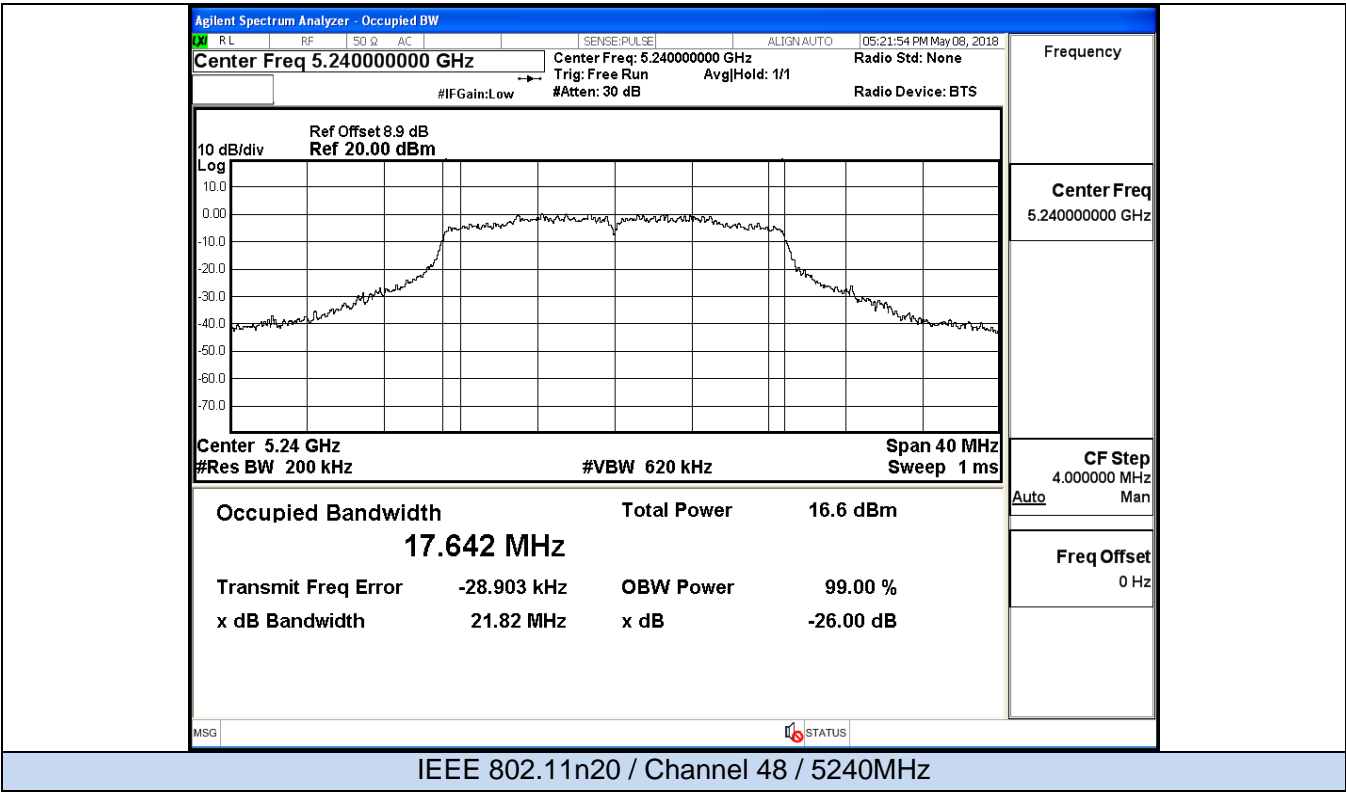 Agilent Spectrum Analyzer - Occupied BW
LXI RL RF 50 Ω AC SENSE:PULSE ALIGN AUTO 05:21:54 PM May 08, 2018
Center Freq 5.240000000 GHz
Center Freq: 5.240000000 GHz
Radio Std: None
Trig: Free Run Avg|Hold: 1/1
#IFGain:Low
#Atten: 30 dB
Radio Device: BTS
Ref Offset 8.9 dB
10 dB/div Ref 20.00 dBm
Log
10.0
0.00
-10.0
-20.0
-30.0
-40.0
-50.0
-60.0
-70.0
Center 5.24 GHz Span 40 MHz
#Res BW 200 kHz #VBW 620 kHz Sweep 1 ms
Occupied Bandwidth Total Power 16.6 dBm
17.642 MHz
Transmit Freq Error -28.903 kHz OBW Power 99.00 %
x dB Bandwidth 21.82 MHz x dB -26.00 dB
Frequency
Center Freq
5.240000000 GHz
CF Step
4.000000 MHz
Auto Man
Freq Offset
0 Hz
MSG STATUS
IEEE 802.11n20 / Channel 48 / 5240MHz